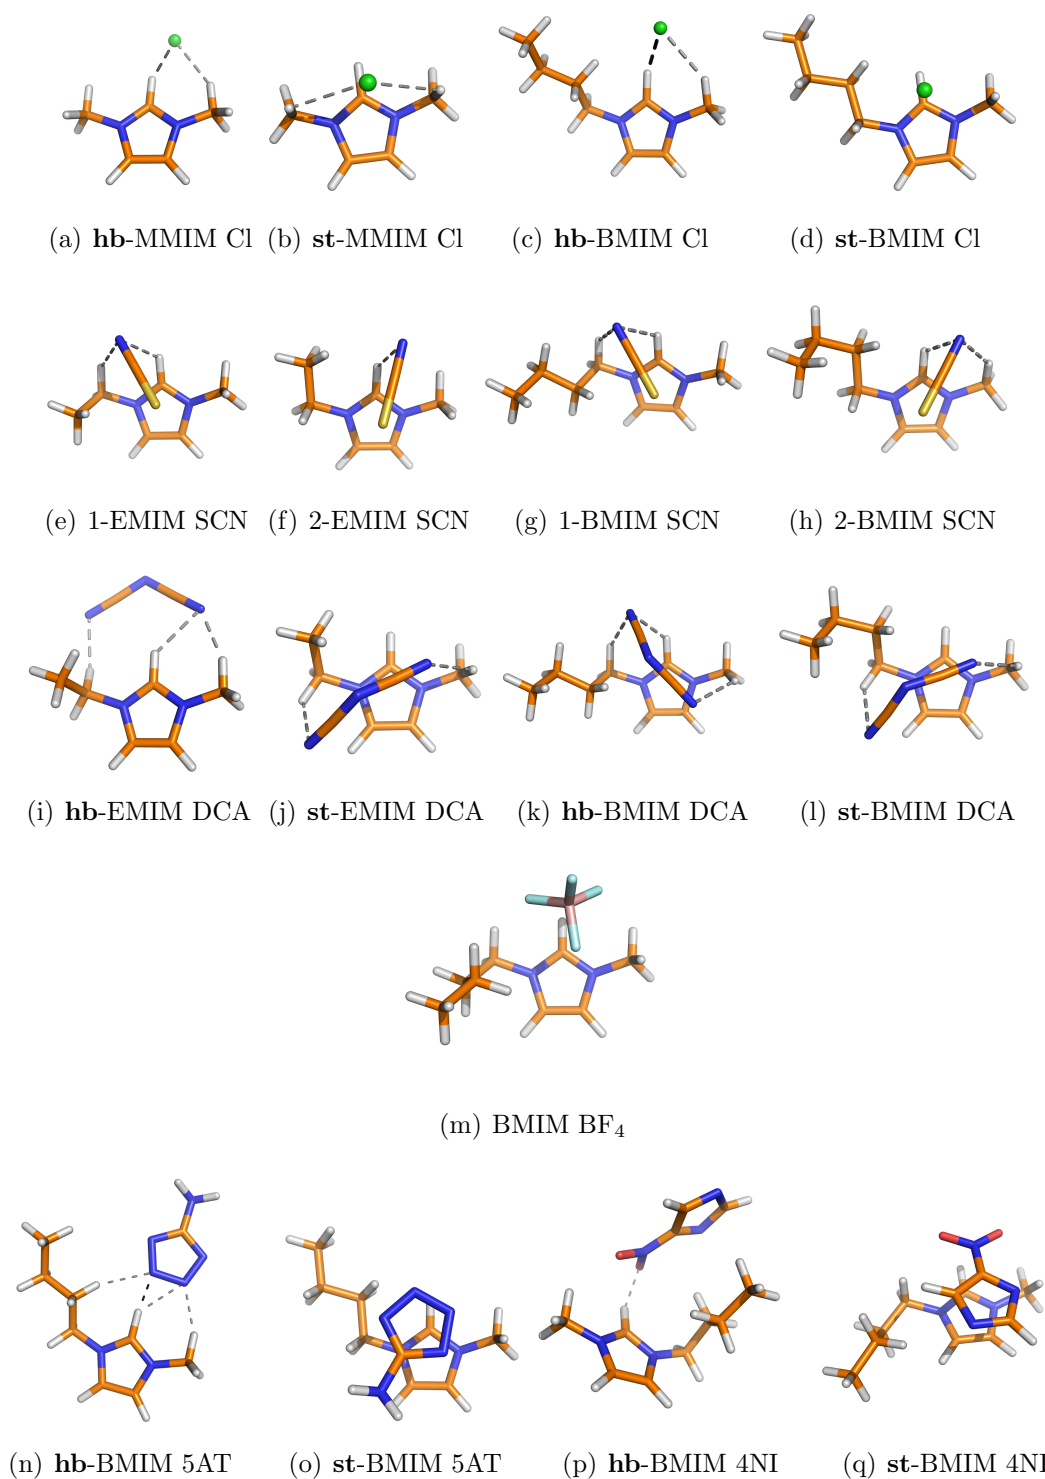 (a) hb-MMIM Cl (b) st-MMIM Cl (c) hb-BMIM Cl (d) st-BMIM Cl
(e) 1-EMIM SCN (f) 2-EMIM SCN (g) 1-BMIM SCN (h) 2-BMIM SCN
(i) hb-EMIM DCA (j) st-EMIM DCA (k) hb-BMIM DCA (l) st-BMIM DCA
(m) BMIM BF₄
(n) hb-BMIM 5AT (o) st-BMIM 5AT (p) hb-BMIM 4NI (q) st-BMIM 4NI